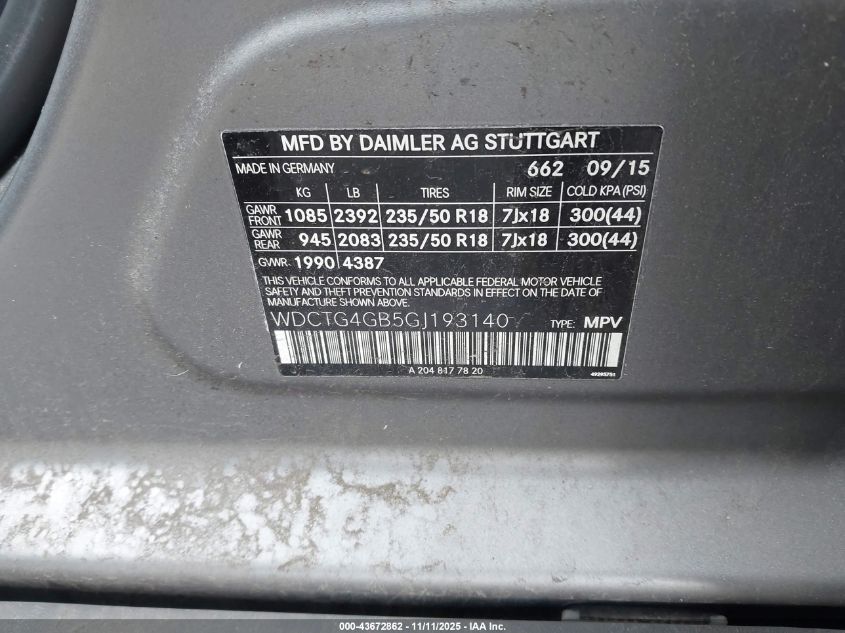 MFD BY DAIMLER AG STUTTGART
MADE IN GERMANY 662 09/15
KG LB TIRES RIM SIZE COLD KPA (PSI)
GAWR FRONT 1085 2392 235/50 R18 7Jx18 300(44)
GAWR REAR 945 2083 235/50 R18 7Jx18 300(44)
GVWR 1990 4387
THIS VEHICLE CONFORMS TO ALL APPLICABLE FEDERAL MOTOR VEHICLE
SAFETY AND THEFT PREVENTION STANDARDS IN EFFECT ON THE DATE OF
MANUFACTURE SHOWN ABOVE.
WDCTG4GB5GJ193140 TYPE: MPV
A 204 817 78 20 49295751
000-43672862 - 11/11/2025 - IAA Inc.